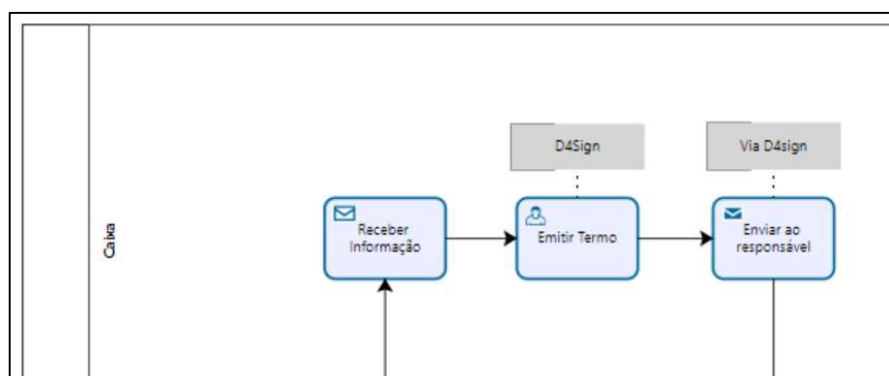 D4Sign
Via D4sign
Receber
Informação
Emitir Termo
Enviar ao
responsável
Caixa